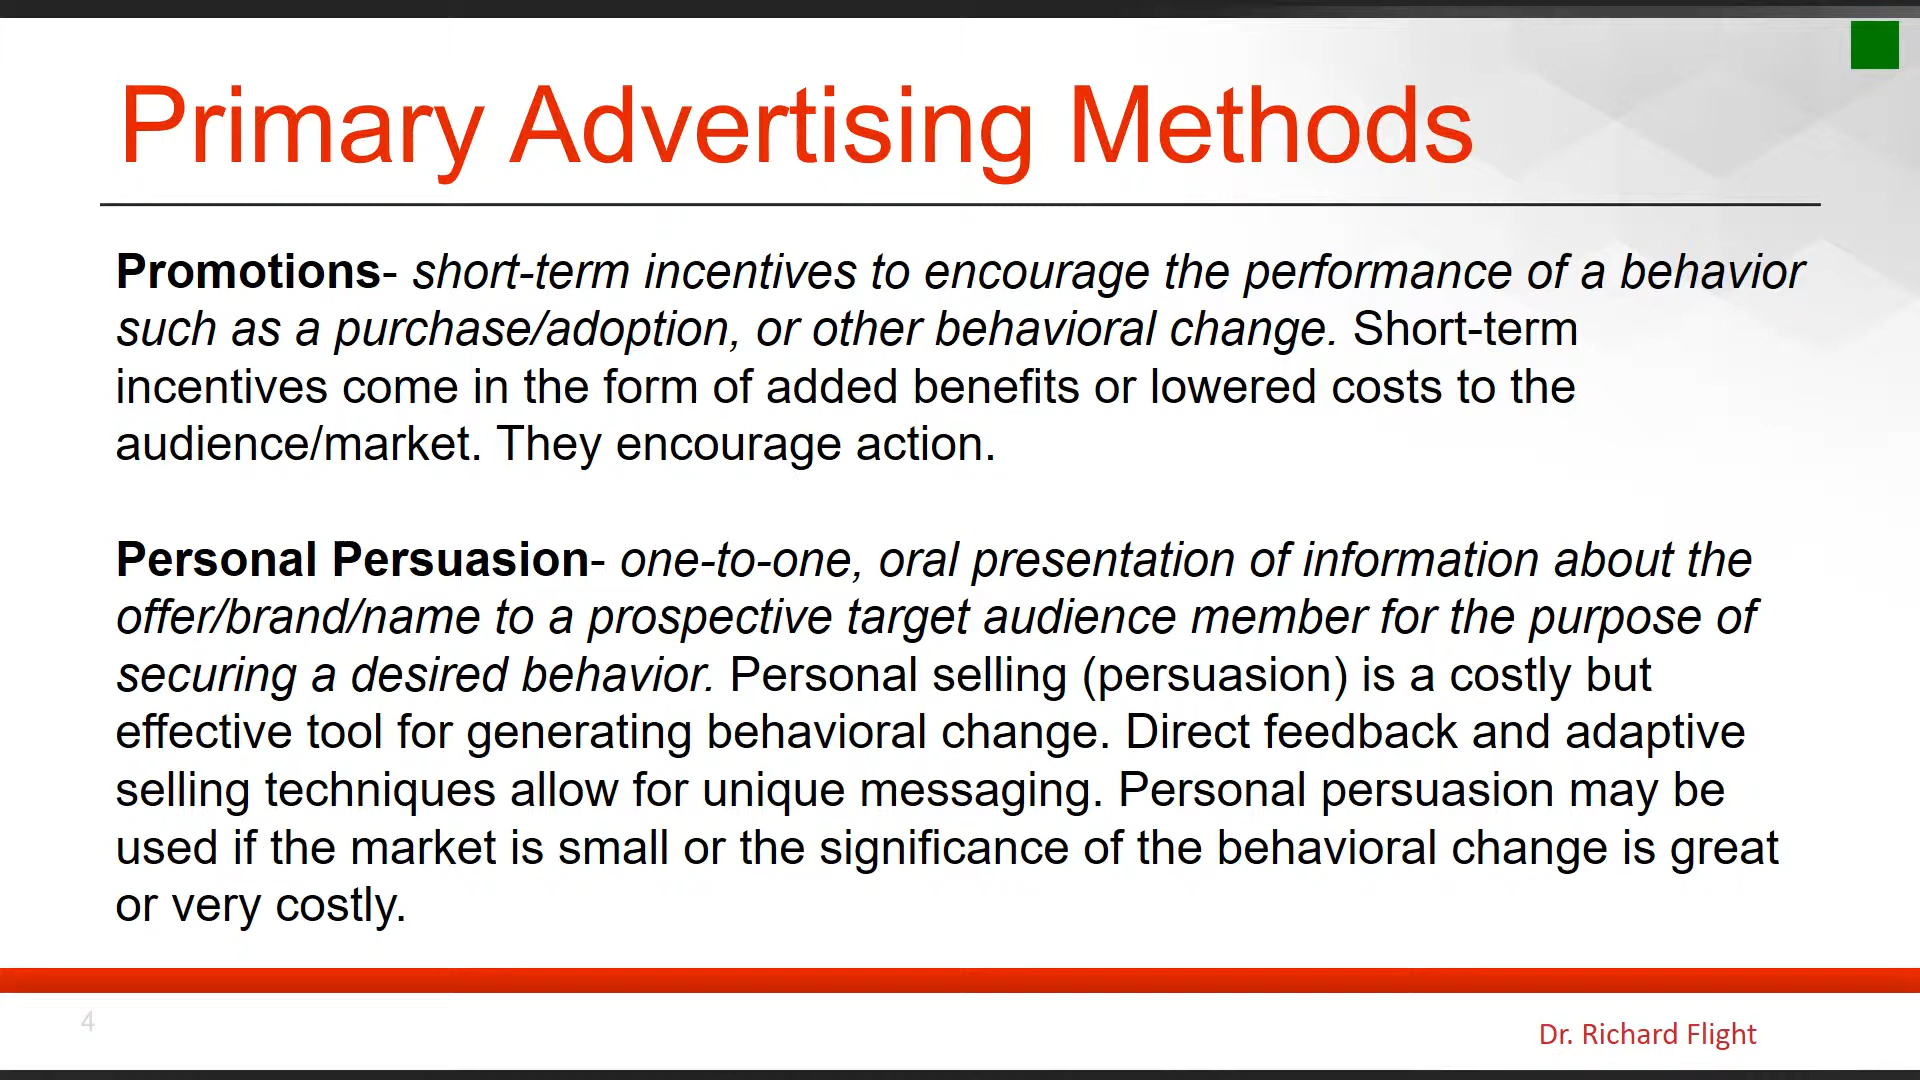 Primary Advertising Methods
Promotions- short-term incentives to encourage the performance of a behavior
such as a purchase/adoption, or other behavioral change. Short-term
incentives come in the form of added benefits or lowered costs to the
audience/market. They encourage action.
Personal Persuasion- one-to-one, oral presentation of information about the
offer/brand/name to a prospective target audience member for the purpose of
securing a desired behavior. Personal selling (persuasion) is a costly but
effective tool for generating behavioral change. Direct feedback and adaptive
selling techniques allow for unique messaging. Personal persuasion may be
used if the market is small or the significance of the behavioral change is great
or very costly.
4
Dr. Richard Flight